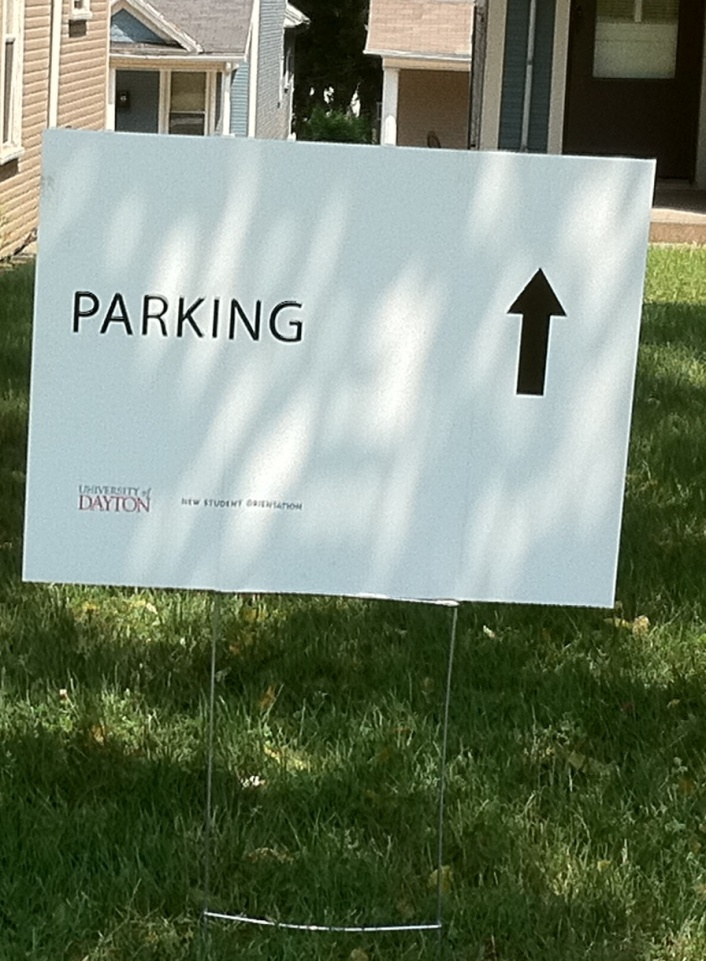 PARKING
UNIVERSITY of
DAYTON
NEW STUDENT ORIENTATION